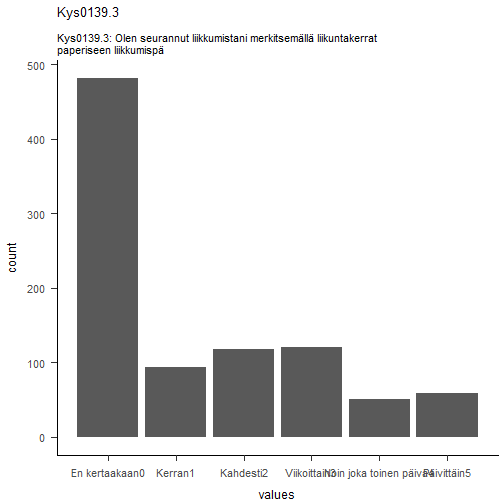 Kys0139.3
Kys0139.3: Olen seurannut liikkumistani merkitsemällä liikuntakerrat
paperiseen liikkumispä
500
400
300
200
100
0
count
En kertaakaan0 Kerran1 Kahdesti2 Viikoittain3 Noin joka toinen päivä4 Päivittäin5
values